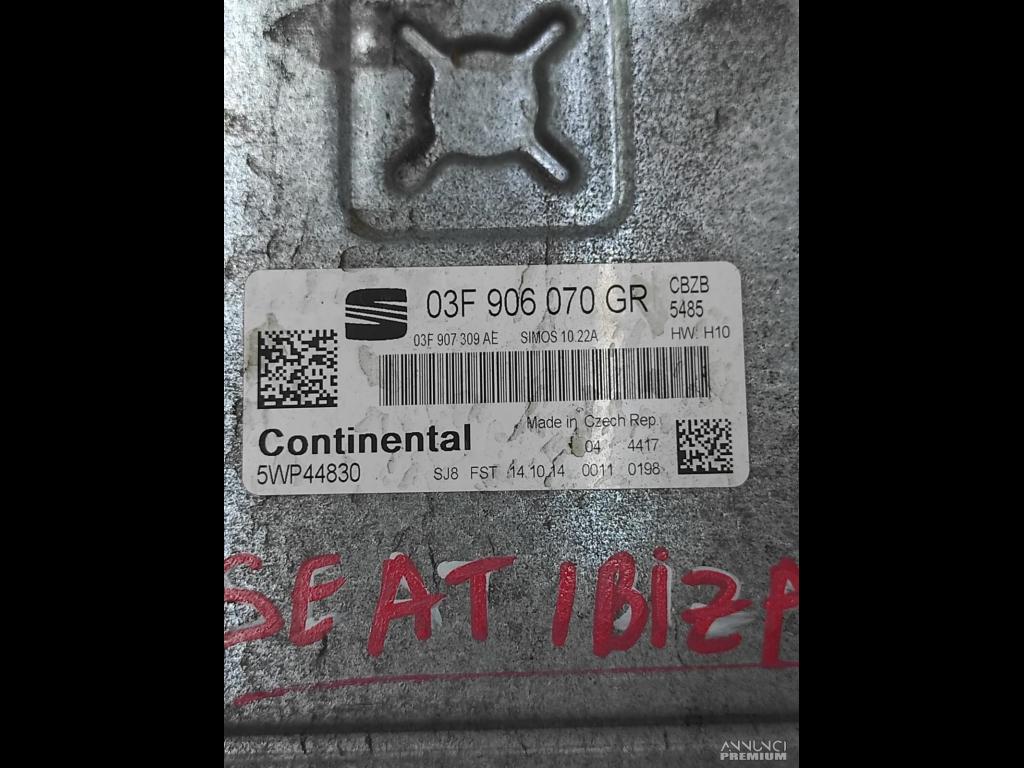 03F 906 070 GR
CBZB
5485
03F 907 309 AE SIMOS 10.22A HW: H10
Made in Czech Rep.
Continental
04 4417
5WP44830
SJ8 FST 14.10.14 0011 0198
SEAT IBIZA
ANNUNCI
PREMIUM